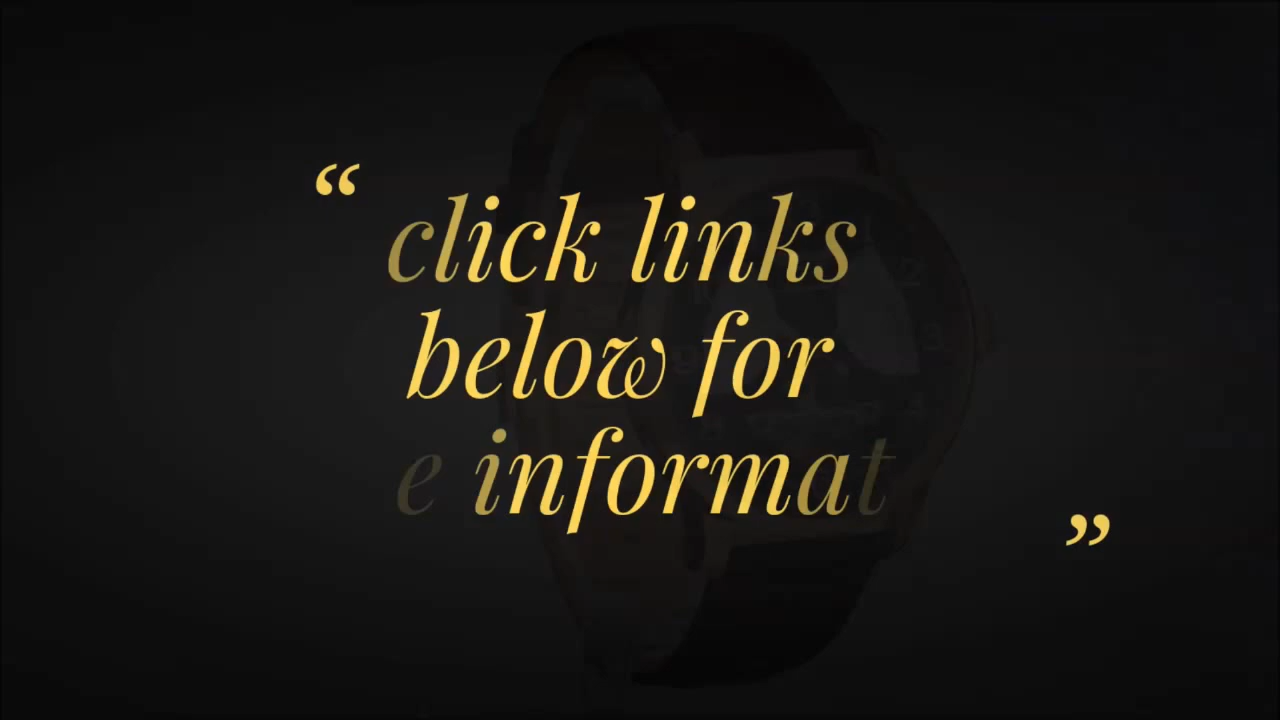 “ click links
below for
e informat ”